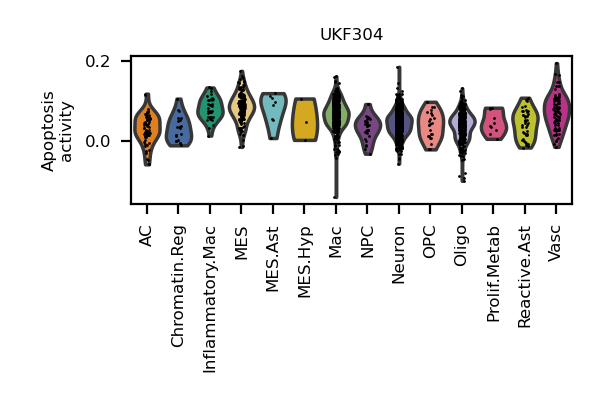 UKF304
Apoptosis
activity
0.2
0.0
AC
Chromatin.Reg
Inflammatory.Mac
MES
MES.Ast
MES.Hyp
Mac
NPC
Neuron
OPC
Oligo
Prolif.Metab
Reactive.Ast
Vasc